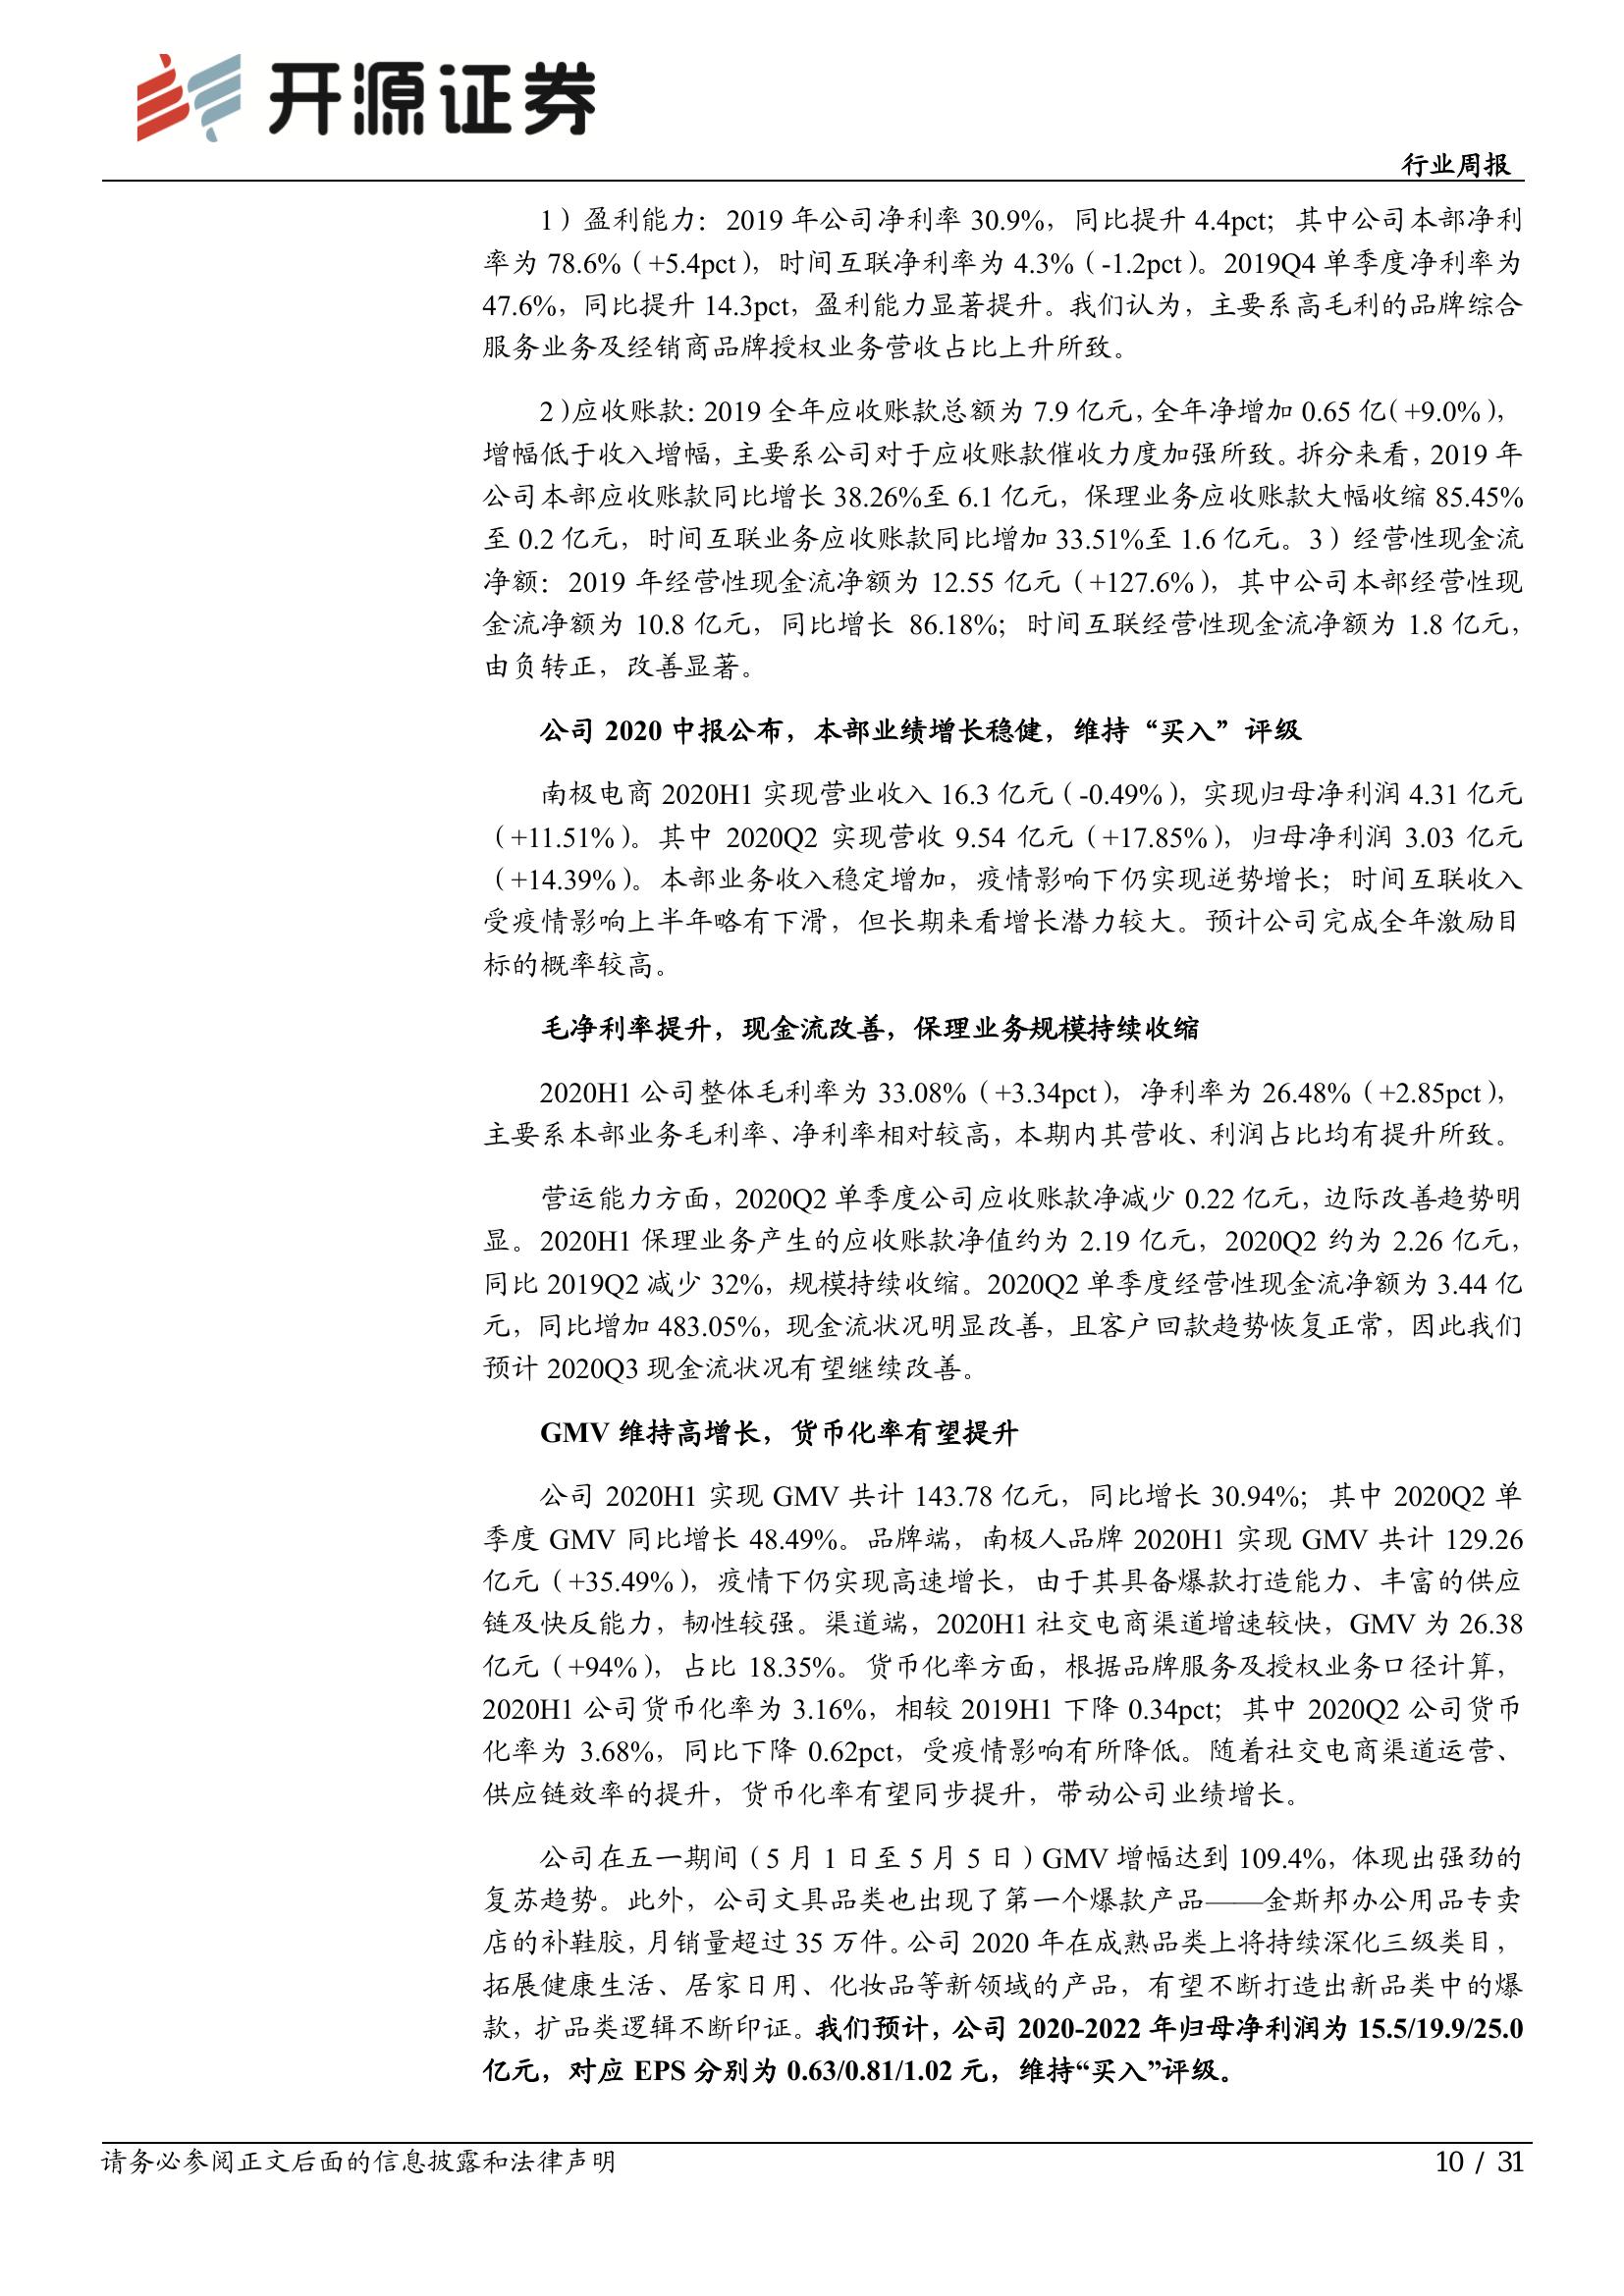 开源证券
行业周报
1）盈利能力：2019 年公司净利率 30.9%，同比提升 4.4pct；其中公司本部净利
率为 78.6%（+5.4pct），时间互联净利率为 4.3%（-1.2pct）。2019Q4 单季度净利率为
47.6%，同比提升 14.3pct，盈利能力显著提升。我们认为，主要系高毛利的品牌综合
服务业务及经销商品牌授权业务营收占比上升所致。
2）应收账款：2019 全年应收账款总额为 7.9 亿元，全年净增加 0.65 亿（+9.0%），
增幅低于收入增幅，主要系公司对于应收账款催收力度加强所致。拆分来看，2019 年
公司本部应收账款同比增长 38.26%至 6.1 亿元，保理业务应收账款大幅收缩 85.45%
至 0.2 亿元，时间互联业务应收账款同比增加 33.51%至 1.6 亿元。3）经营性现金流
净额：2019 年经营性现金流净额为 12.55 亿元（+127.6%），其中公司本部经营性现
金流净额为 10.8 亿元，同比增长 86.18%；时间互联经营性现金流净额为 1.8 亿元，
由负转正，改善显著。
公司 2020 中报公布，本部业绩增长稳健，维持“买入”评级
南极电商 2020H1 实现营业收入 16.3 亿元（-0.49%），实现归母净利润 4.31 亿元
（+11.51%）。其中 2020Q2 实现营收 9.54 亿元（+17.85%），归母净利润 3.03 亿元
（+14.39%）。本部业务收入稳定增加，疫情影响下仍实现逆势增长；时间互联收入
受疫情影响上半年略有下滑，但长期来看增长潜力较大。预计公司完成全年激励目
标的概率较高。
毛净利率提升，现金流改善，保理业务规模持续收缩
2020H1 公司整体毛利率为 33.08%（+3.34pct），净利率为 26.48%（+2.85pct），
主要系本部业务毛利率、净利率相对较高，本期内其营收、利润占比均有提升所致。
营运能力方面，2020Q2 单季度公司应收账款净减少 0.22 亿元，边际改善趋势明
显。2020H1 保理业务产生的应收账款净值约为 2.19 亿元，2020Q2 约为 2.26 亿元，
同比 2019Q2 减少 32%，规模持续收缩。2020Q2 单季度经营性现金流净额为 3.44 亿
元，同比增加 483.05%，现金流状况明显改善，且客户回款趋势恢复正常，因此我们
预计 2020Q3 现金流状况有望继续改善。
GMV 维持高增长，货币化率有望提升
公司 2020H1 实现 GMV 共计 143.78 亿元，同比增长 30.94%；其中 2020Q2 单
季度 GMV 同比增长 48.49%。品牌端，南极人品牌 2020H1 实现 GMV 共计 129.26
亿元（+35.49%），疫情下仍实现高速增长，由于其具备爆款打造能力、丰富的供应
链及快反能力，韧性较强。渠道端，2020H1 社交电商渠道增速较快，GMV 为 26.38
亿元（+94%），占比 18.35%。货币化率方面，根据品牌服务及授权业务口径计算，
2020H1 公司货币化率为 3.16%，相较 2019H1 下降 0.34pct；其中 2020Q2 公司货币
化率为 3.68%，同比下降 0.62pct，受疫情影响有所降低。随着社交电商渠道运营、
供应链效率的提升，货币化率有望同步提升，带动公司业绩增长。
公司在五一期间（5 月 1 日至 5 月 5 日）GMV 增幅达到 109.4%，体现出强劲的
复苏趋势。此外，公司文具品类也出现了第一个爆款产品——金斯邦办公用品专卖
店的补鞋胶，月销量超过 35 万件。公司 2020 年在成熟品类上将持续深化三级类目，
拓展健康生活、居家日用、化妆品等新领域的产品，有望不断打造出新品类中的爆
款，扩品类逻辑不断印证。我们预计，公司 2020-2022 年归母净利润为 15.5/19.9/25.0
亿元，对应 EPS 分别为 0.63/0.81/1.02 元，维持“买入”评级。
请务必参阅正文后面的信息披露和法律声明
10 / 31